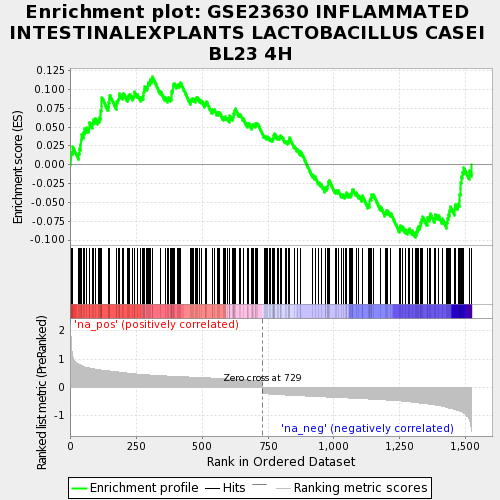 Enrichment plot: GSE23630 INFLAMMATED
INTESTINALEXPLANTS LACTOBACILLUS CASEI
BL23 4H
Enrichment score (ES)
0.125
0.100
0.075
0.050
0.025
0.000
-0.025
-0.050
-0.075
-0.100
'na_pos' (positively correlated)
Ranked list metric (PreRanked)
2
1
0
-1
Zero cross at 729
'na_neg' (negatively correlated)
0
250
500
750
1,000
1,250
1,500
Rank in Ordered Dataset
Enrichment profile
Hits
Ranking metric scores